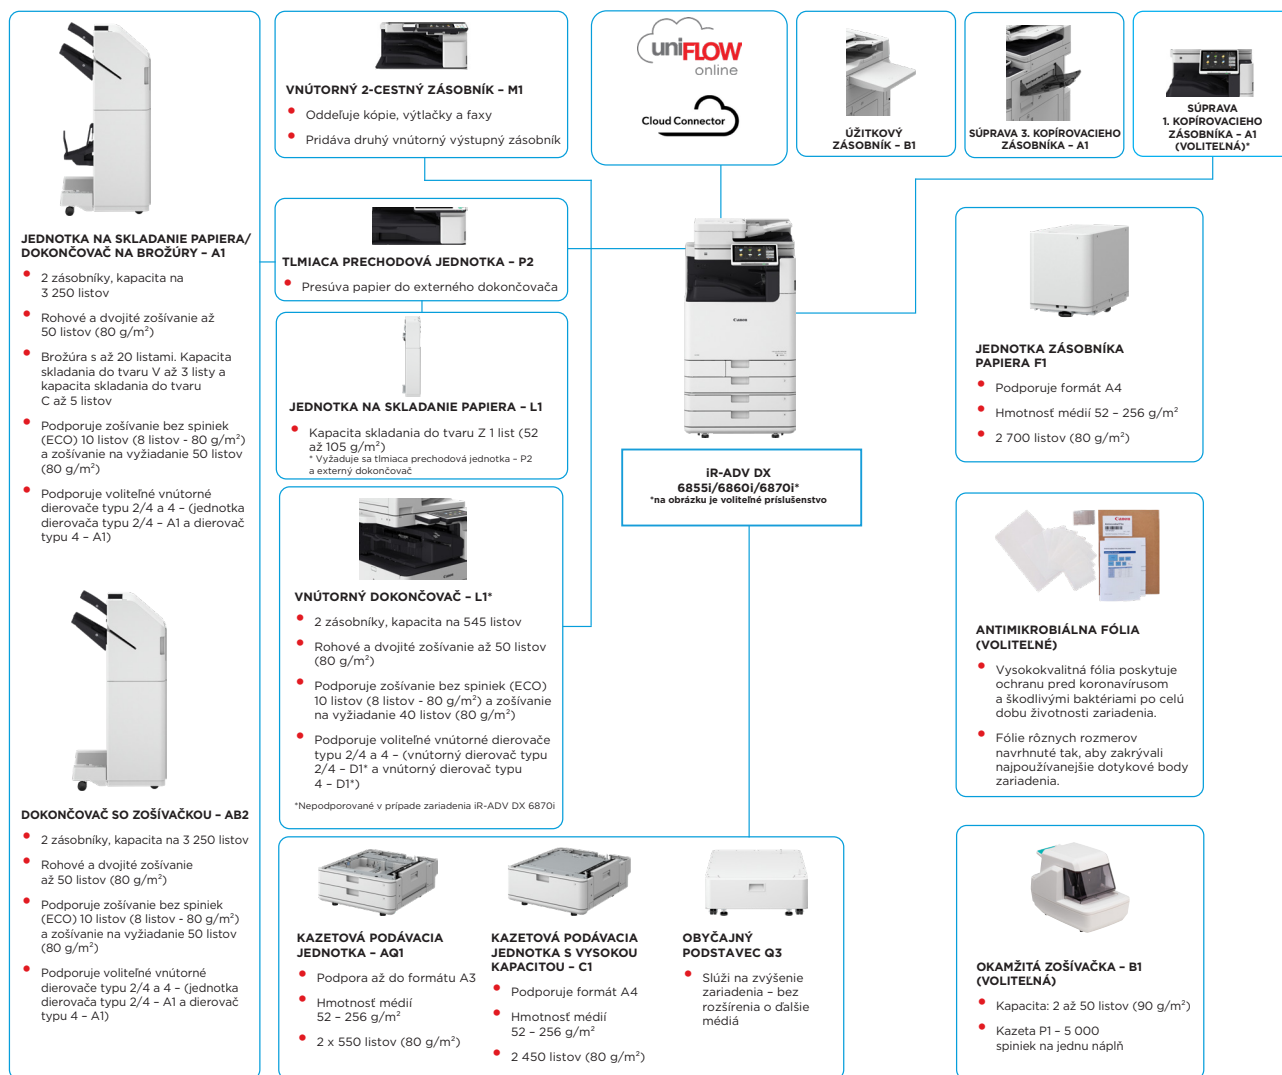 JEDNOTKA NA SKLADANIE PAPIERA/
DOKONČOVAČ NA BROŽÚRY – A1
2 zásobníky, kapacita na
3 250 listov
Rohové a dvojité zošívanie až
50 listov (80 g/m²)
Brožúra s až 20 listami. Kapacita
skladania do tvaru V až 3 listy a
kapacita skladania do tvaru
C až 5 listov
Podporuje zošívanie bez spiniek
(ECO) 10 listov (8 listov - 80 g/m²)
a zošívanie na vyžiadanie 50 listov
(80 g/m²)
Podporuje voliteľné vnútorné
dierovače typu 2/4 a 4 – (jednotka
dierovača typu 2/4 – A1 a dierovač
typu 4 – A1)
DOKONČOVAČ SO ZOŠÍVAČKOU – AB2
2 zásobníky, kapacita na 3 250 listov
Rohové a dvojité zošívanie
až 50 listov (80 g/m²)
Podporuje zošívanie bez spiniek
(ECO) 10 listov (8 listov - 80 g/m²)
a zošívanie na vyžiadanie 50 listov
(80 g/m²)
Podporuje voliteľné vnútorné
dierovače typu 2/4 a 4 – (jednotka
dierovača typu 2/4 – A1 a dierovač
typu 4 – A1)
VNÚTORNÝ 2-CESTNÝ ZÁSOBNÍK – M1
Oddeľuje kópie, výtlačky a faxy
Pridáva druhý vnútorný výstupný zásobník
TLMIACA PRECHODOVÁ JEDNOTKA – P2
Presúva papier do externého dokončovača
JEDNOTKA NA SKLADANIE PAPIERA – L1
Kapacita skladania do tvaru Z 1 list (52
až 105 g/m²)
* Vyžaduje sa tlmiaca prechodová jednotka – P2
a externý dokončovač
VNÚTORNÝ DOKONČOVAČ – L1*
2 zásobníky, kapacita na 545 listov
Rohové a dvojité zošívanie až 50 listov
(80 g/m²)
Podporuje zošívanie bez spiniek (ECO)
10 listov (8 listov - 80 g/m²) a zošívanie
na vyžiadanie 40 listov (80 g/m²)
Podporuje voliteľné vnútorné dierovače
typu 2/4 a 4 – (vnútorný dierovač typu
2/4 – D1* a vnútorný dierovač typu
4 – D1*)
*Nepodporované v prípade zariadenia iR-ADV DX 6870i
uniFLOW
online
Cloud Connector
Canon
iR-ADV DX
6855i/6860i/6870i*
*na obrázku je voliteľné príslušenstvo
KAZETOVÁ PODÁVACIA
JEDNOTKA – AQ1
Podpora až do formátu A3
Hmotnosť médií
52 – 256 g/m²
2 x 550 listov (80 g/m²)
KAZETOVÁ PODÁVACIA
JEDNOTKA S VYSOKOU
KAPACITOU – C1
Podporuje formát A4
Hmotnosť médií
52 – 256 g/m²
2 450 listov (80 g/m²)
OBYČAJNÝ
PODSTAVEC Q3
Slúži na zvýšenie
zariadenia – bez
rozšírenia o ďalšie
médiá
ÚŽITKOVÝ
ZÁSOBNÍK – B1
SÚPRAVA 3. KOPÍROVACIEHO
ZÁSOBNÍKA – A1
SÚPRAVA
1. KOPÍROVACIEHO
ZÁSOBNÍKA – A1
(VOLITEĽNÁ)*
JEDNOTKA ZÁSOBNÍKA
PAPIERA F1
Podporuje formát A4
Hmotnosť médií 52 – 256 g/m²
2 700 listov (80 g/m²)
Canon
ANTIMIKROBIÁLNA FÓLIA
(VOLITEĽNÉ)
Vysokokvalitná fólia poskytuje
ochranu pred koronavírusom
a škodlivými baktériami po celú
dobu životnosti zariadenia.
Fólie rôznych rozmerov
navrhnuté tak, aby zakrývali
najpoužívanejšie dotykové body
zariadenia.
OKAMŽITÁ ZOŠÍVAČKA – B1
(VOLITEĽNÁ)
Kapacita: 2 až 50 listov (90 g/m²)
Kazeta P1 – 5 000
spiniek na jednu náplň